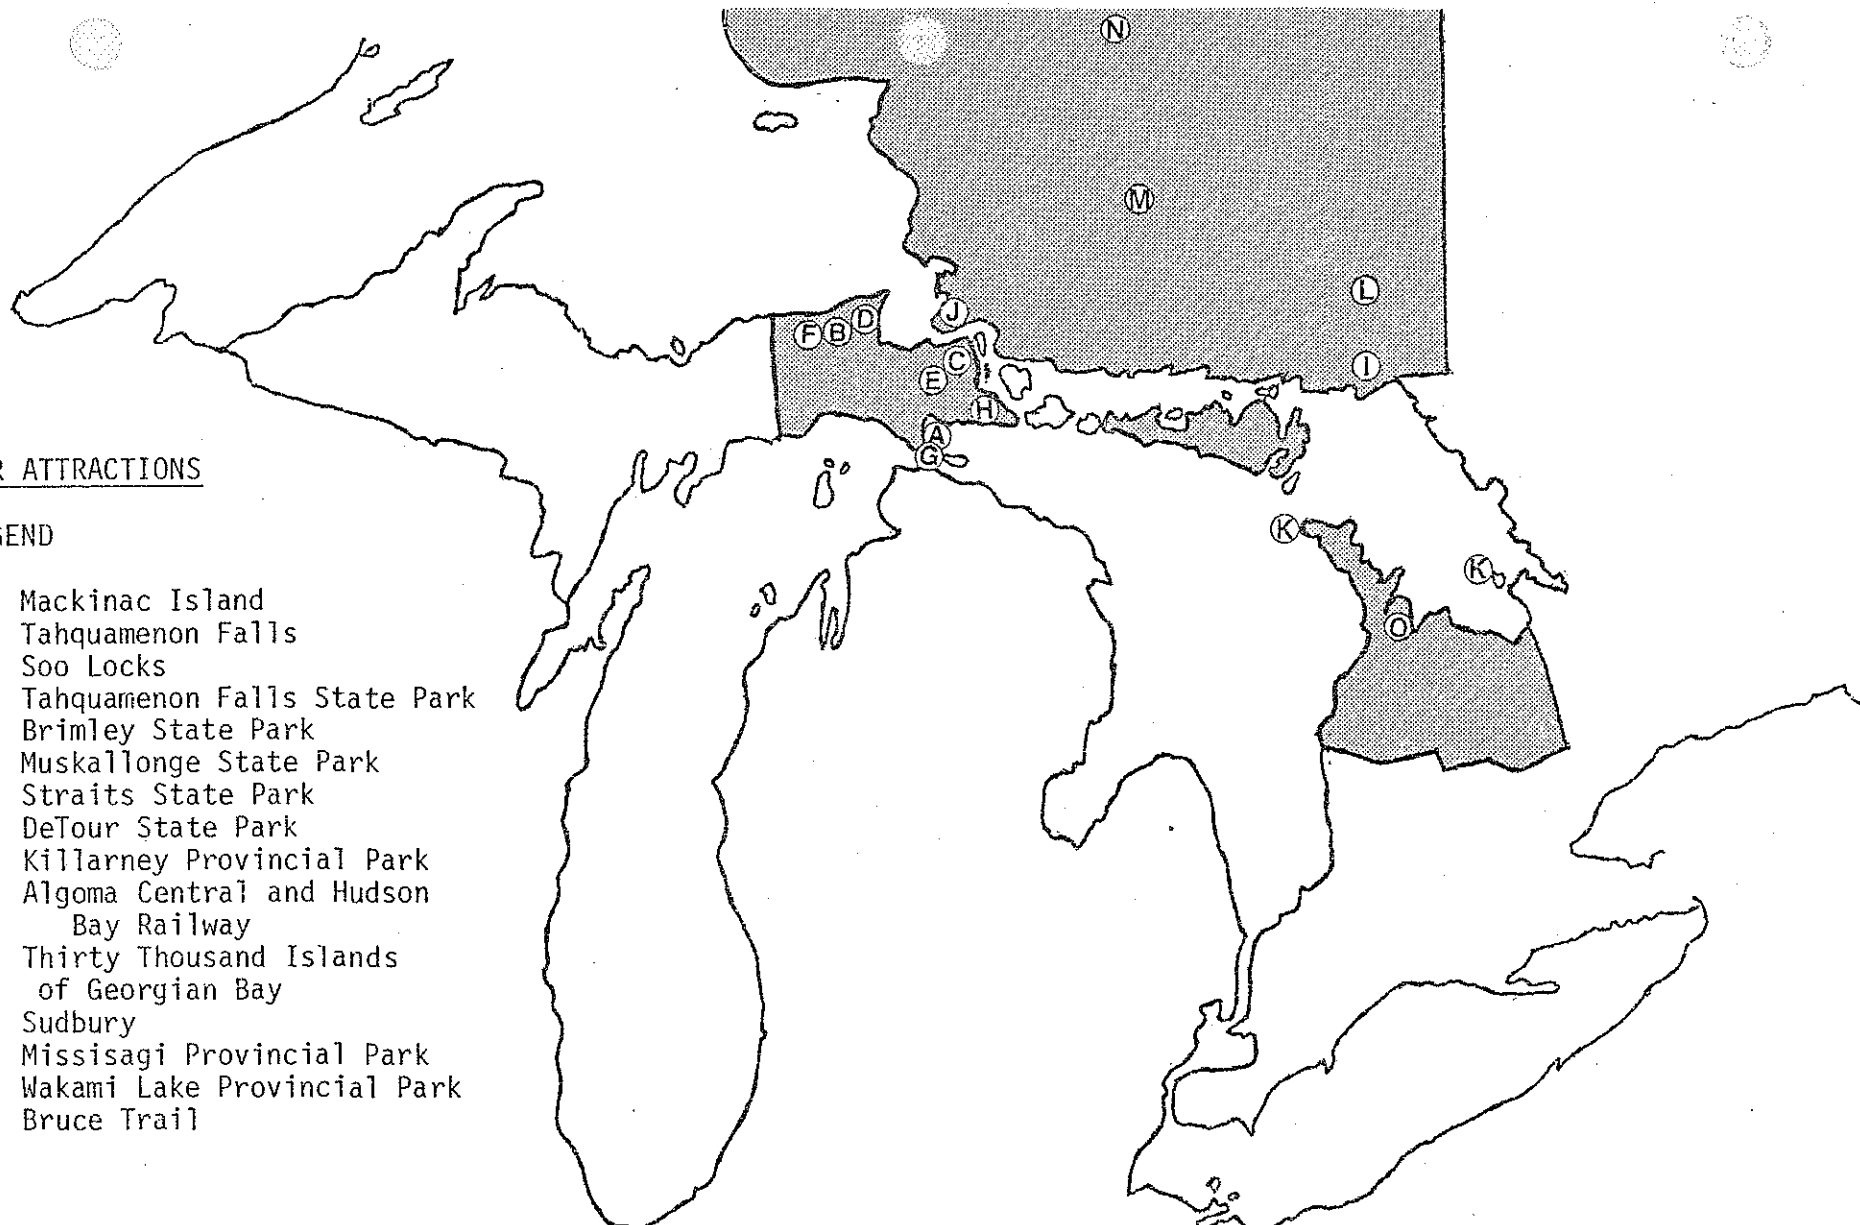 N
M
L
J
D
F B
C
I
E
H
A
G
R ATTRACTIONS
GEND
K
K
O
Mackinac Island
Tahquamenon Falls
Soo Locks
Tahquamenon Falls State Park
Brimley State Park
Muskallonge State Park
Straits State Park
DeTour State Park
Killarney Provincial Park
Algoma Central and Hudson
Bay Railway
Thirty Thousand Islands
of Georgian Bay
Sudbury
Missisagi Provincial Park
Wakami Lake Provincial Park
Bruce Trail